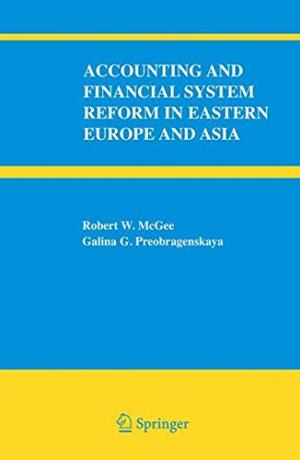 ACCOUNTING AND
FINANCIAL SYSTEM
REFORM IN EASTERN
EUROPE AND ASIA
Robert W. McGee
Galina G. Preobragenskaya
Springer